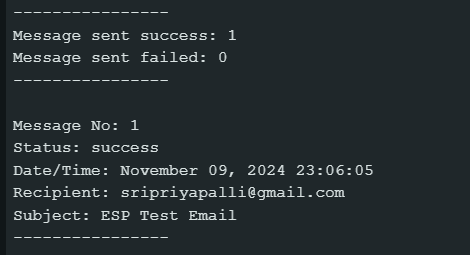 ----------------
Message sent success: 1
Message sent failed: 0
----------------
Message No: 1
Status: success
Date/Time: November 09, 2024 23:06:05
Recipient: sripriyapalli@gmail.com
Subject: ESP Test Email
----------------